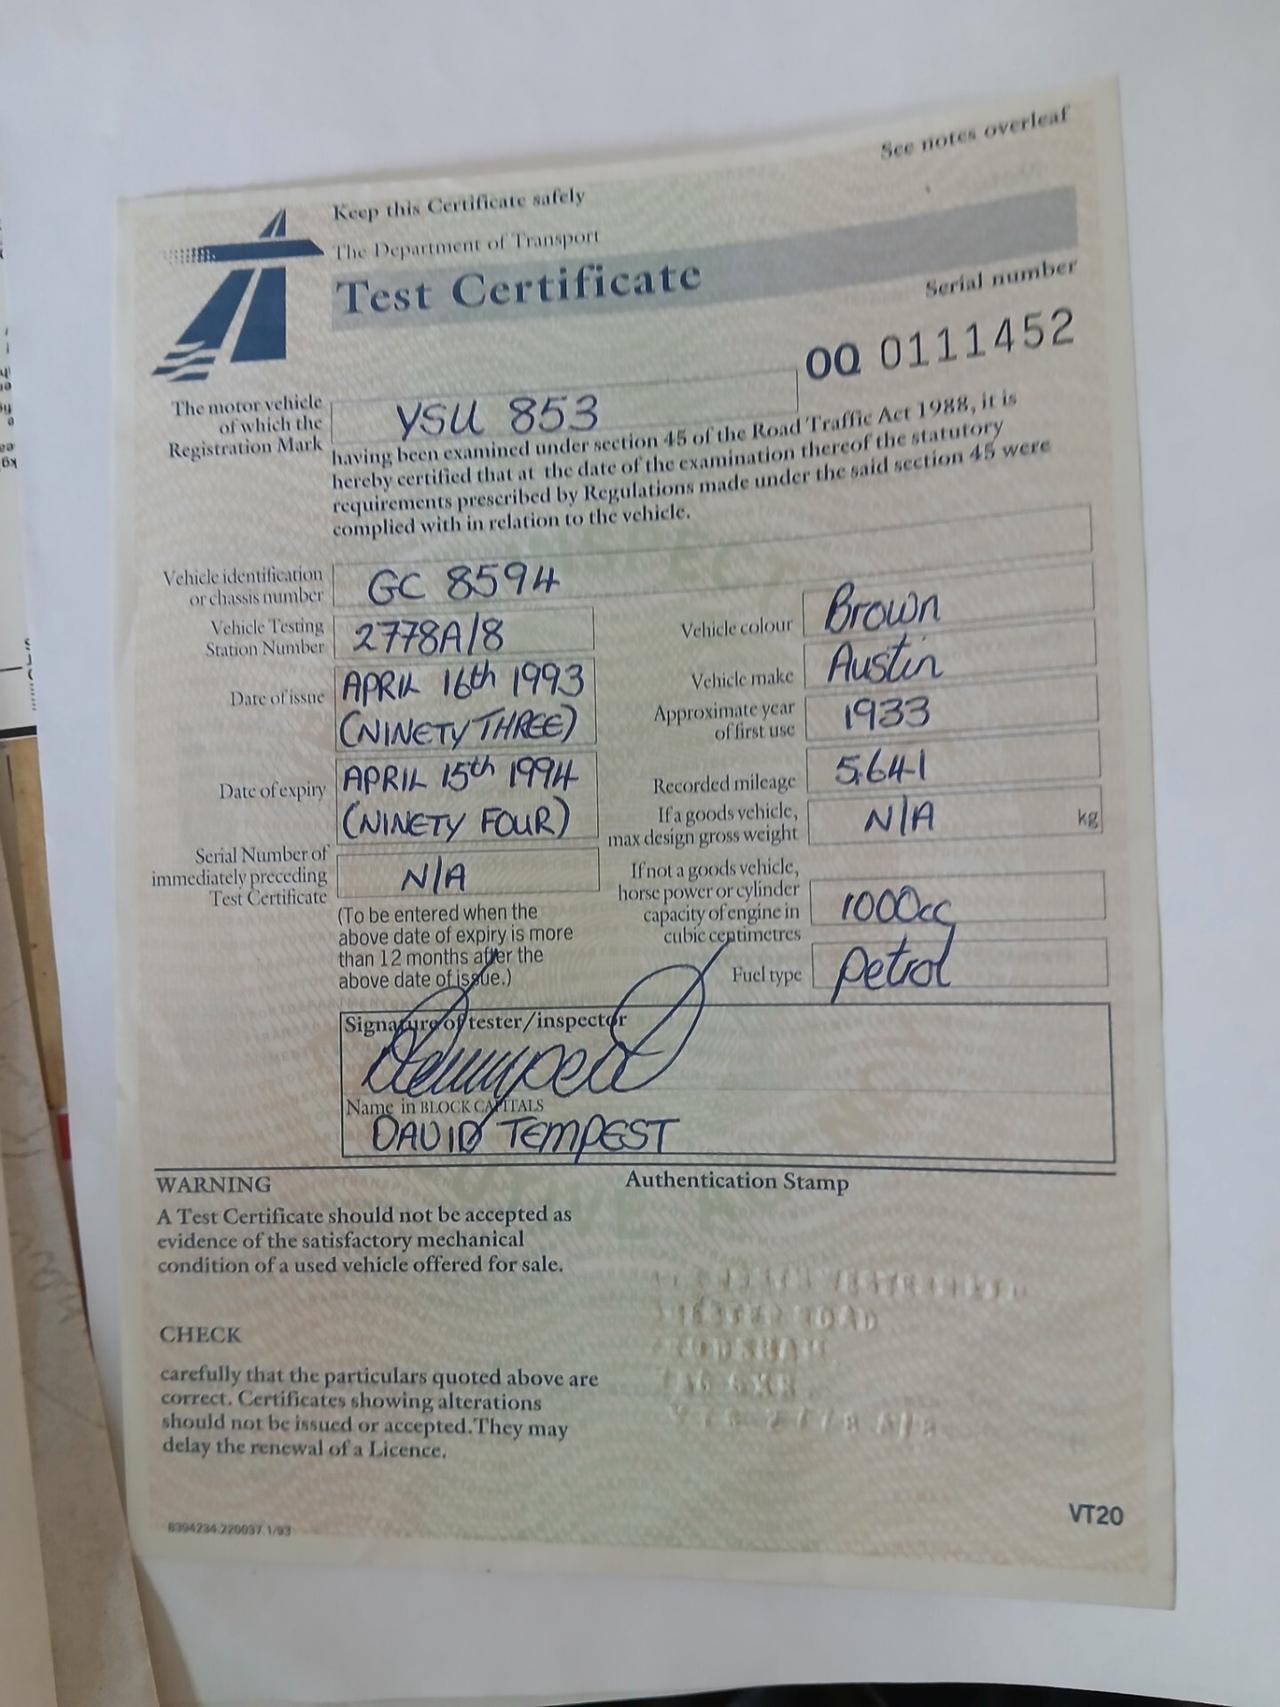 See notes overleaf
Keep this Certificate safely
The Department of Transport
Test Certificate
Serial number
OQ 0111452
The motor vehicle
of which the
Registration Mark
YSU 853
having been examined under section 45 of the Road Traffic Act 1988, it is
hereby certified that at the date of the examination thereof the statutory
requirements prescribed by Regulations made under the said section 45 were
complied with in relation to the vehicle.
Vehicle identification
or chassis number
GC 8594
Vehicle Testing
Station Number
2778A/8
Vehicle colour
Brown
Date of issue
APRIL 16th 1993
(NINETY THREE)
Vehicle make
Austin
Approximate year
of first use
1933
Date of expiry
APRIL 15th 1994
(NINETY FOUR)
Recorded mileage
5,641
If a goods vehicle,
max design gross weight
N/A
kg
Serial Number of
immediately preceding
Test Certificate
N/A
(To be entered when the
above date of expiry is more
than 12 months after the
above date of issue.)
If not a goods vehicle,
horse power or cylinder
capacity of engine in
cubic centimetres
1000cc
Fuel type
Petrol
Signature of tester/inspector
Name in BLOCK CAPITALS
DAVID TEMPEST
WARNING
A Test Certificate should not be accepted as
evidence of the satisfactory mechanical
condition of a used vehicle offered for sale.
Authentication Stamp
ROAD
CHECK
carefully that the particulars quoted above are
correct. Certificates showing alterations
should not be issued or accepted. They may
delay the renewal of a Licence.
8394234.220037.1/93
VT20